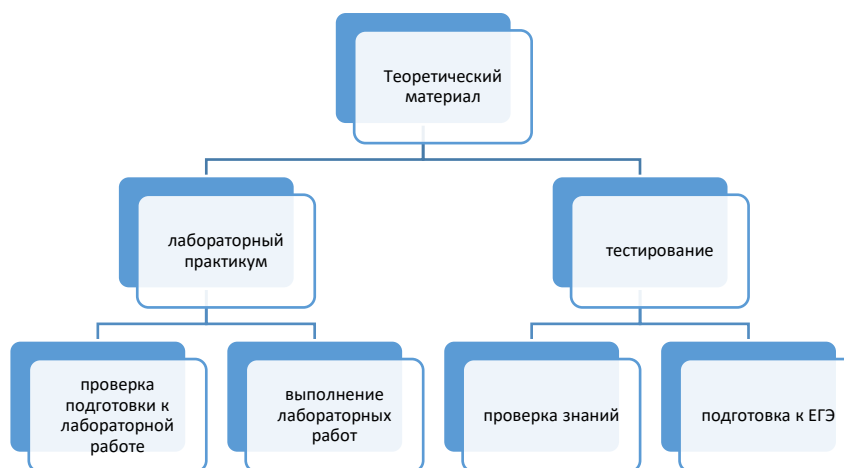 Теоретический
материал
лабораторный
практикум
тестирование
проверка
подготовки к
лабораторной
работе
выполнение
лабораторных
работ
проверка знаний
подготовка к ЕГЭ